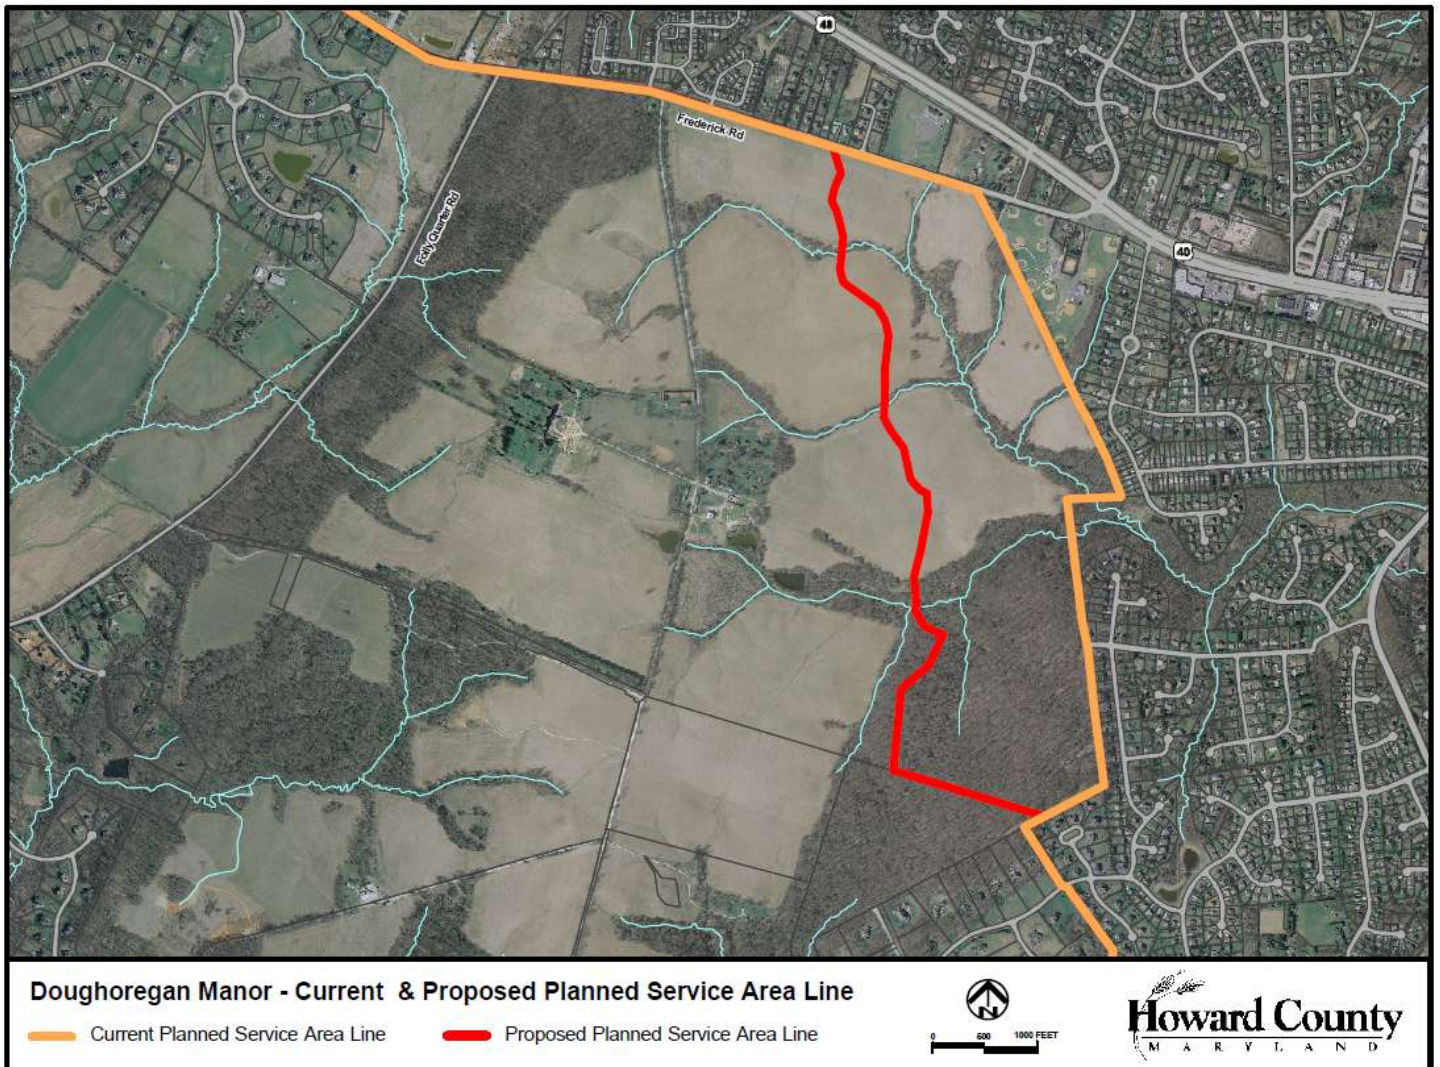 40
Frederick Rd
Folly Quarter Rd
40
Doughoregan Manor - Current & Proposed Planned Service Area Line
Current Planned Service Area Line
Proposed Planned Service Area Line
N
0 500 1000 FEET
Howard County
MARYLAND